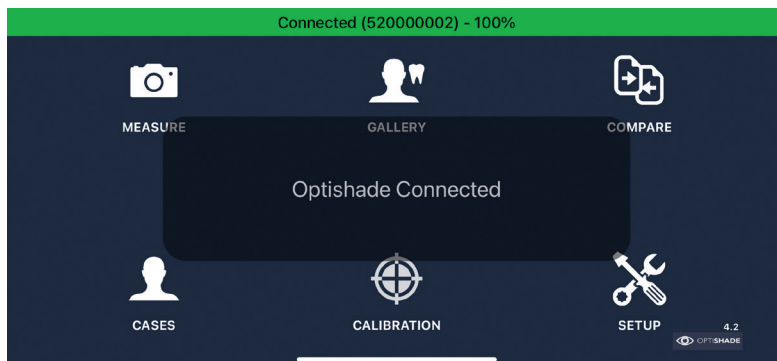 Connected (520000002) - 100%
MEASURE
GALLERY
COMPARE
Optishade Connected
CASES
CALIBRATION
SETUP
4.2
OPTISHADE